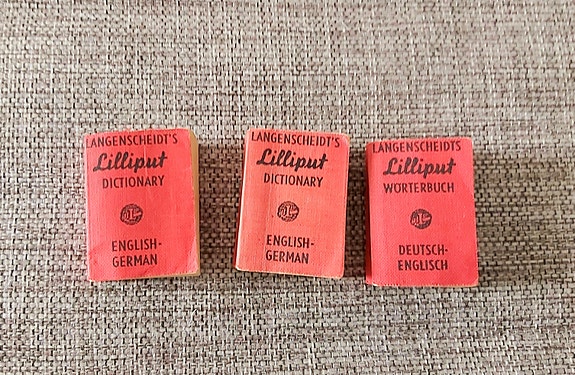 LANGENSCHEIDT'S
Lilliput
DICTIONARY
L
ENGLISH-
GERMAN
LANGENSCHEIDT'S
Lilliput
DICTIONARY
L
ENGLISH-
GERMAN
LANGENSCHEIDTS
Lilliput
WÖRTERBUCH
L
DEUTSCH-
ENGLISCH